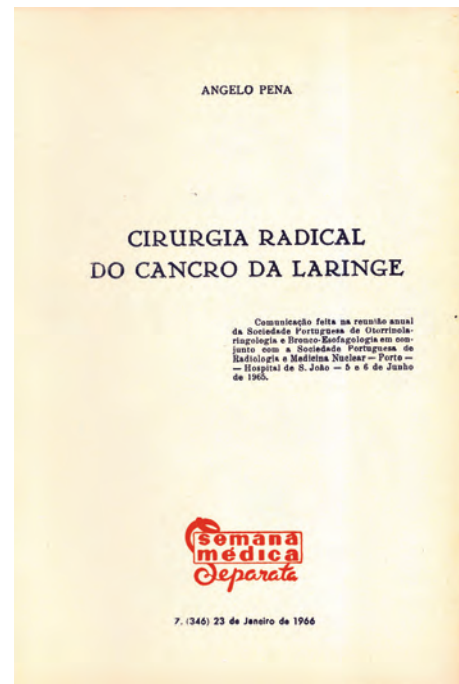 ANGELO PENA
CIRURGIA RADICAL
DO CANCRO DA LARINGE
Comunicação feita na reunião anual
da Sociedade Portuguesa de Otorrinola-
ringologia e Bronco-Esofagologia em con-
junto com a Sociedade Portuguesa de
Radiologia e Medicina Nuclear — Porto —
— Hospital de S. João — 5 e 6 de Junho
de 1965.
semana
médica
Separata
7. (346) 23 de Janeiro de 1966